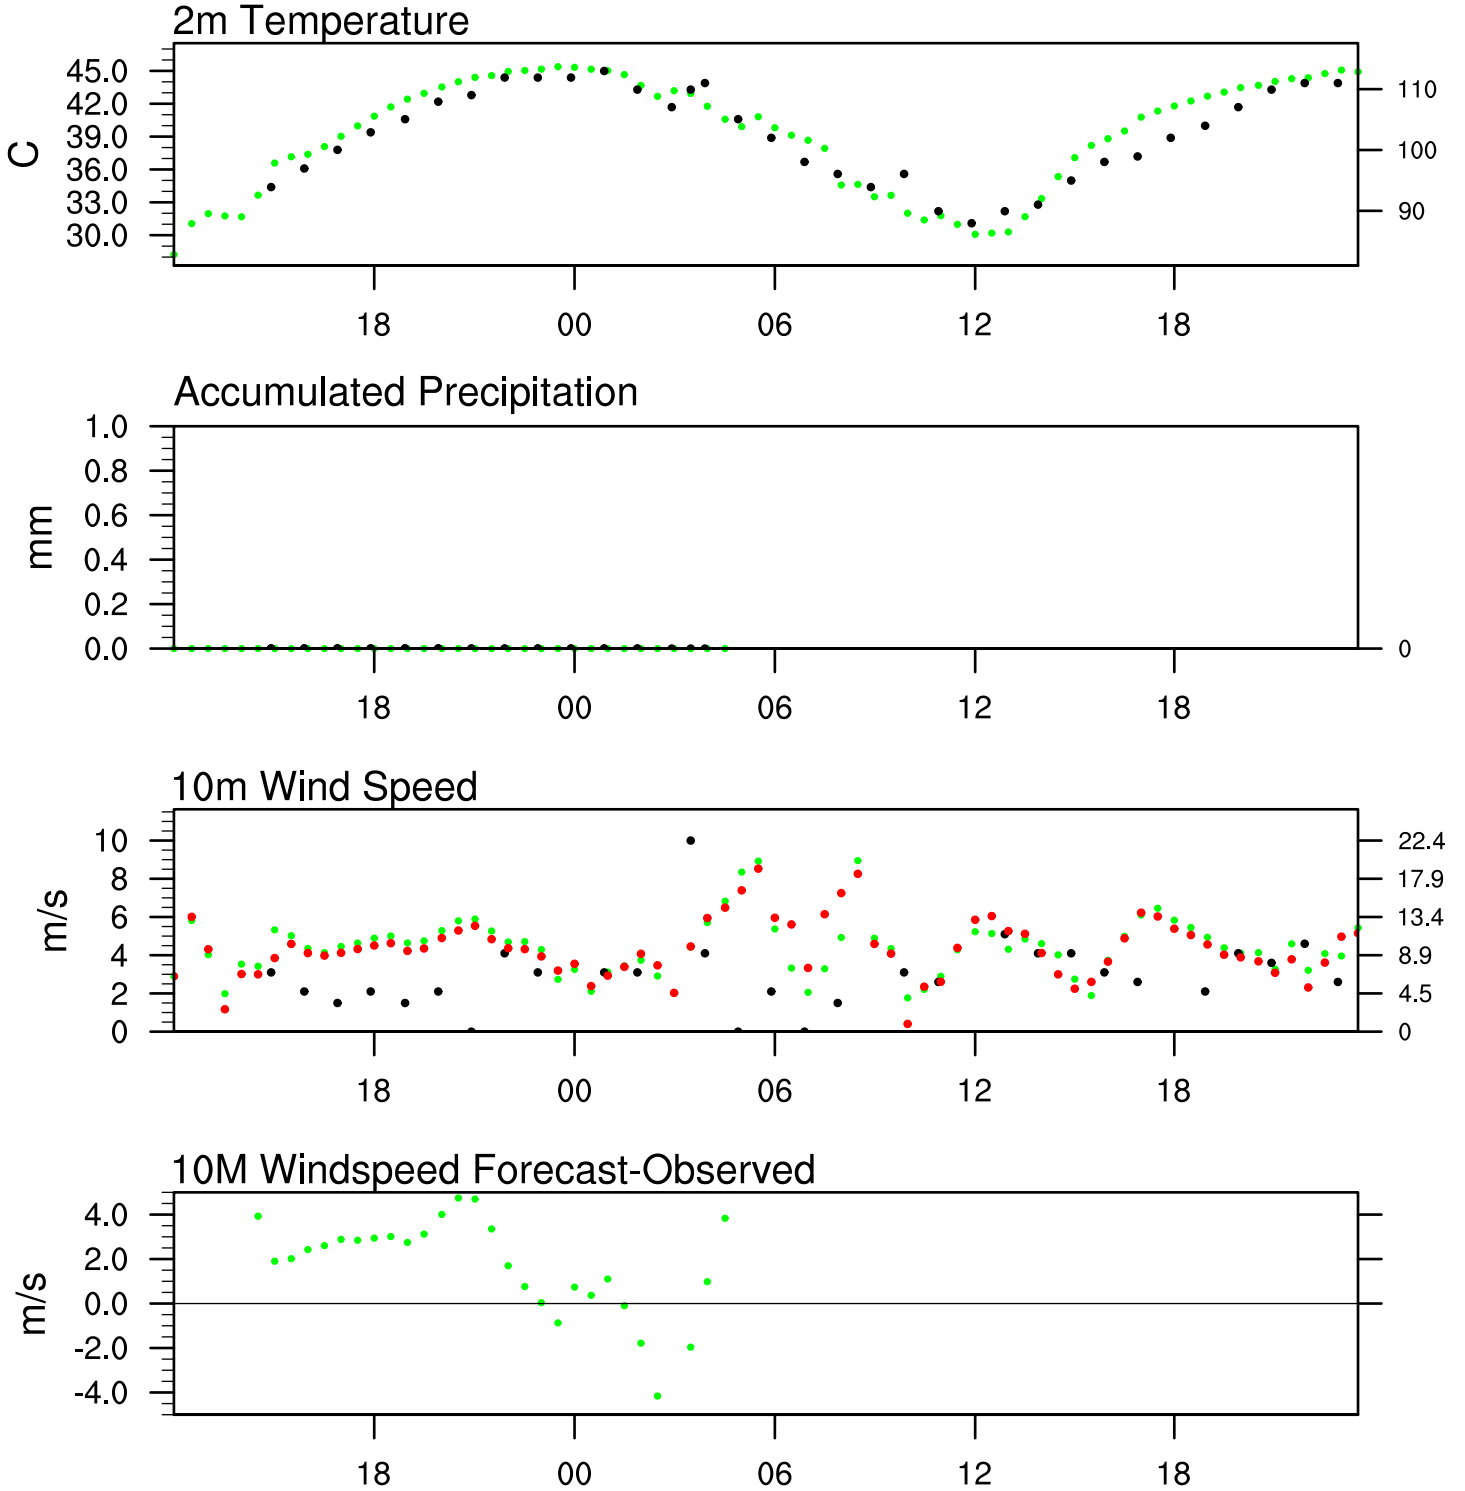 2m Temperature
45.0
42.0
39.0
36.0
33.0
30.0
C
110
100
90
18 00 06 12 18
Accumulated Precipitation
1.0
0.8
0.6
0.4
0.2
0.0
mm
0
18 00 06 12 18
10m Wind Speed
10
8
6
4
2
0
m/s
22.4
17.9
13.4
8.9
4.5
0
18 00 06 12 18
10M Windspeed Forecast-Observed
4.0
2.0
0.0
-2.0
-4.0
m/s
18 00 06 12 18